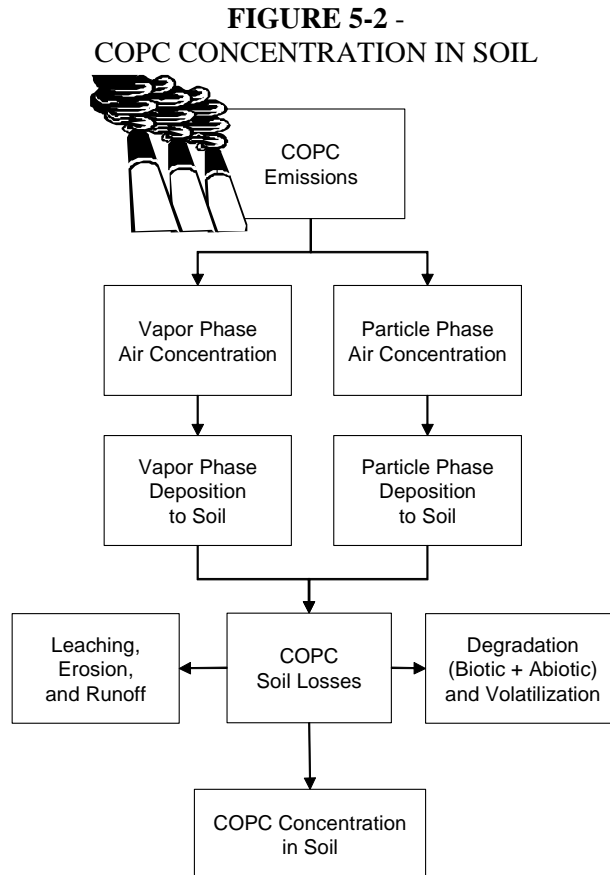 FIGURE 5-2 -
COPC CONCENTRATION IN SOIL
COPC
Emissions
Vapor Phase
Air Concentration
Particle Phase
Air Concentration
Vapor Phase
Deposition
to Soil
Particle Phase
Deposition
to Soil
Leaching,
Erosion,
and Runoff
COPC
Soil Losses
Degradation
(Biotic + Abiotic)
and Volatilization
COPC Concentration
in Soil